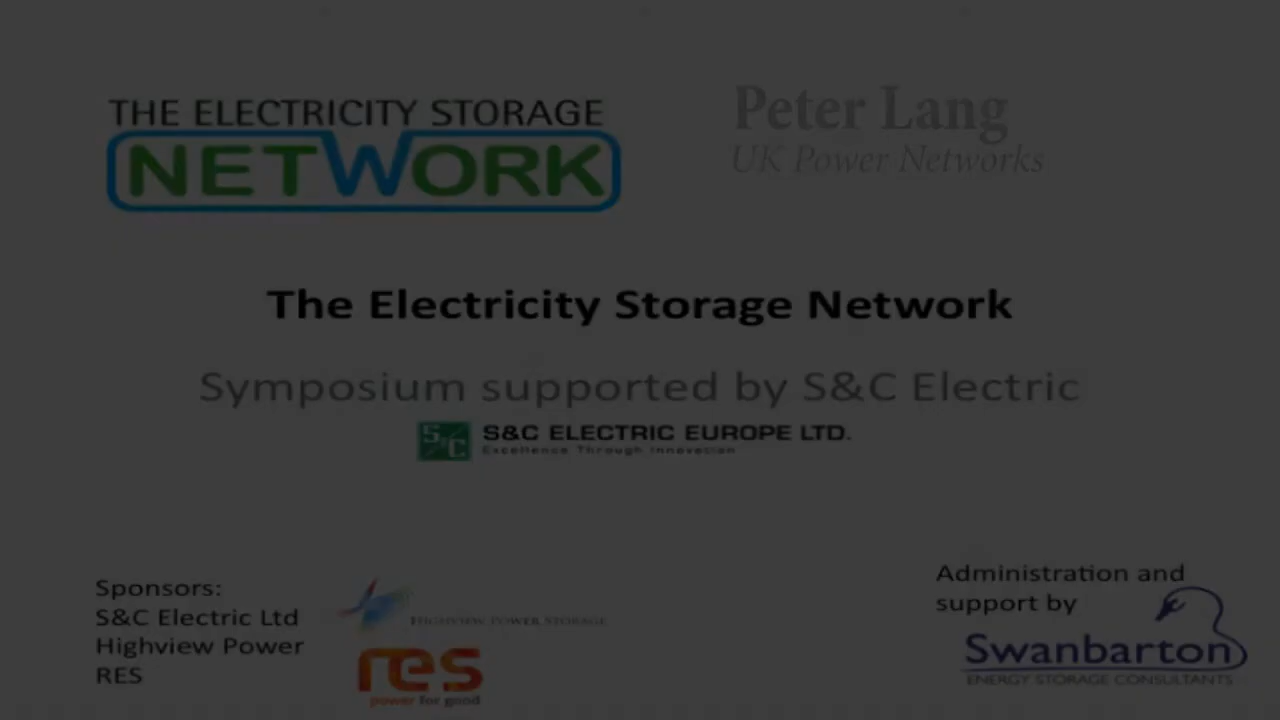 THE ELECTRICITY STORAGE
NETWORK
Peter Lang
UK Power Networks
The Electricity Storage Network
Symposium supported by S&C Electric
S&C
S&C ELECTRIC EUROPE LTD.
Excellence Through Innovation
Sponsors:
S&C Electric Ltd
Highview Power
RES
HIGHVIEW POWER STORAGE
res
power for good
Administration and
support by
Swanbarton
ENERGY STORAGE CONSULTANTS